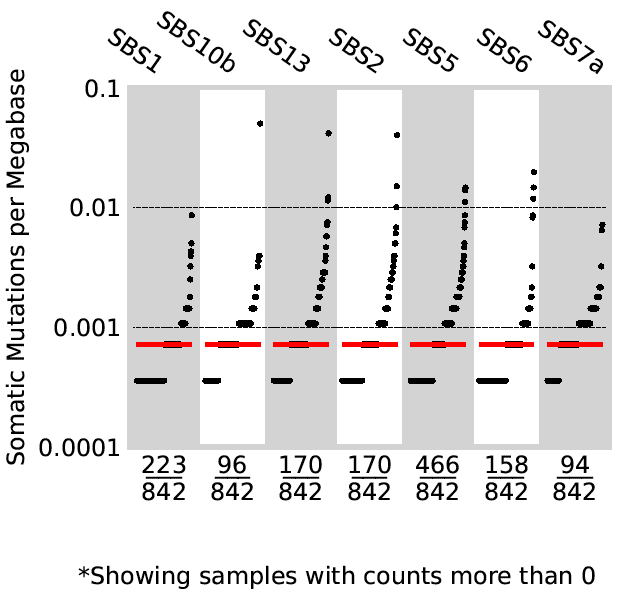 SBS1 SBS10b SBS13 SBS2 SBS5 SBS6 SBS7a
Somatic Mutations per Megabase
0.1
0.01
0.001
0.0001
223 96 170 170 466 158 94
842 842 842 842 842 842 842
*Showing samples with counts more than 0